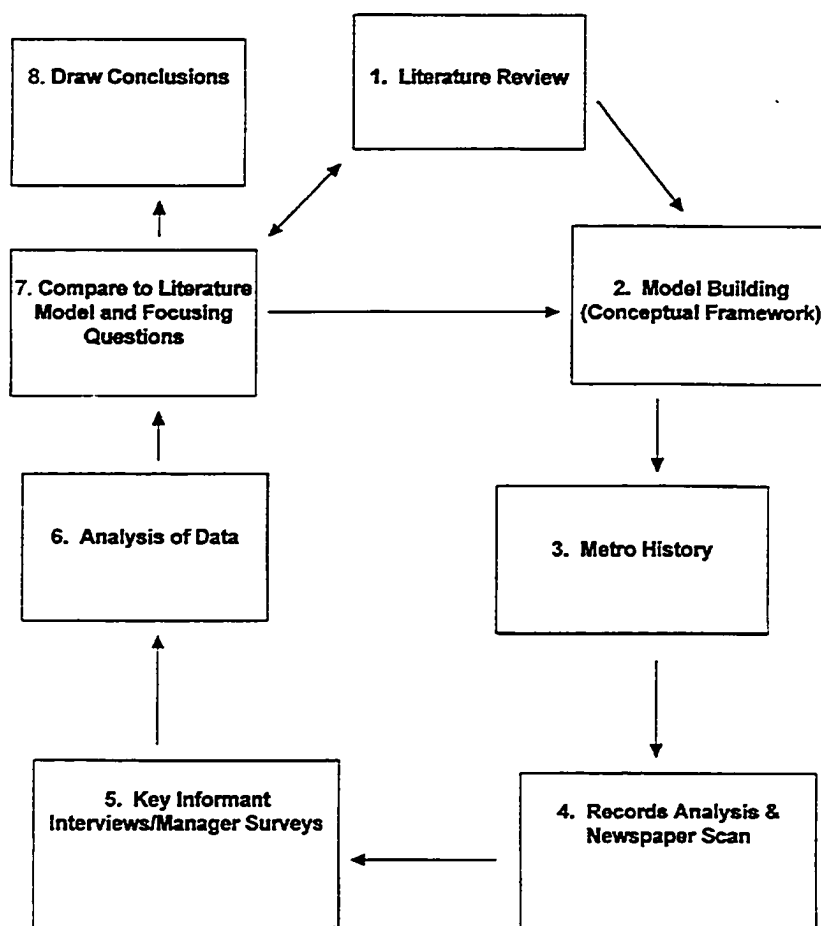 1. Literature Review
2. Model Building
(Conceptual Framework)
3. Metro History
4. Records Analysis &
Newspaper Scan
5. Key Informant
Interviews/Manager Surveys
6. Analysis of Data
7. Compare to Literature
Model and Focusing
Questions
8. Draw Conclusions